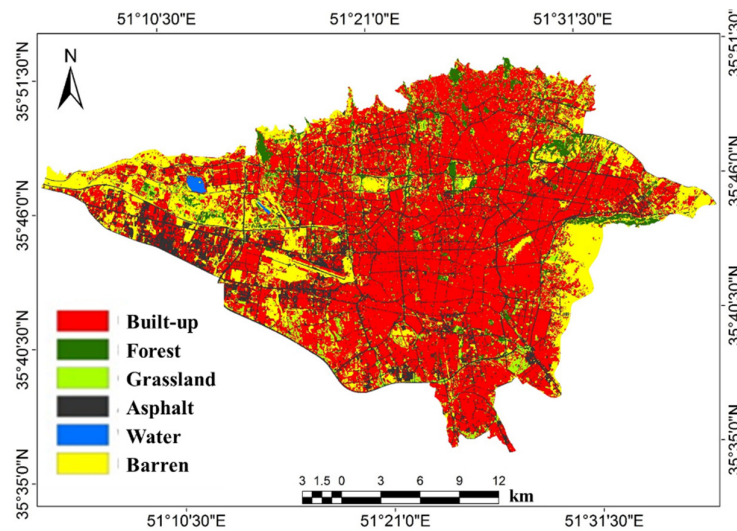 51°10'30"E 51°21'0"E 51°31'30"E
N
35°51'30"N 35°51'30"N
35°46'0"N 35°46'0"N
35°40'30"N 35°40'30"N
35°35'0"N 35°35'0"N
Built-up
Forest
Grassland
Asphalt
Water
Barren
3 1.5 0 3 6 9 12
km
51°10'30"E 51°21'0"E 51°31'30"E